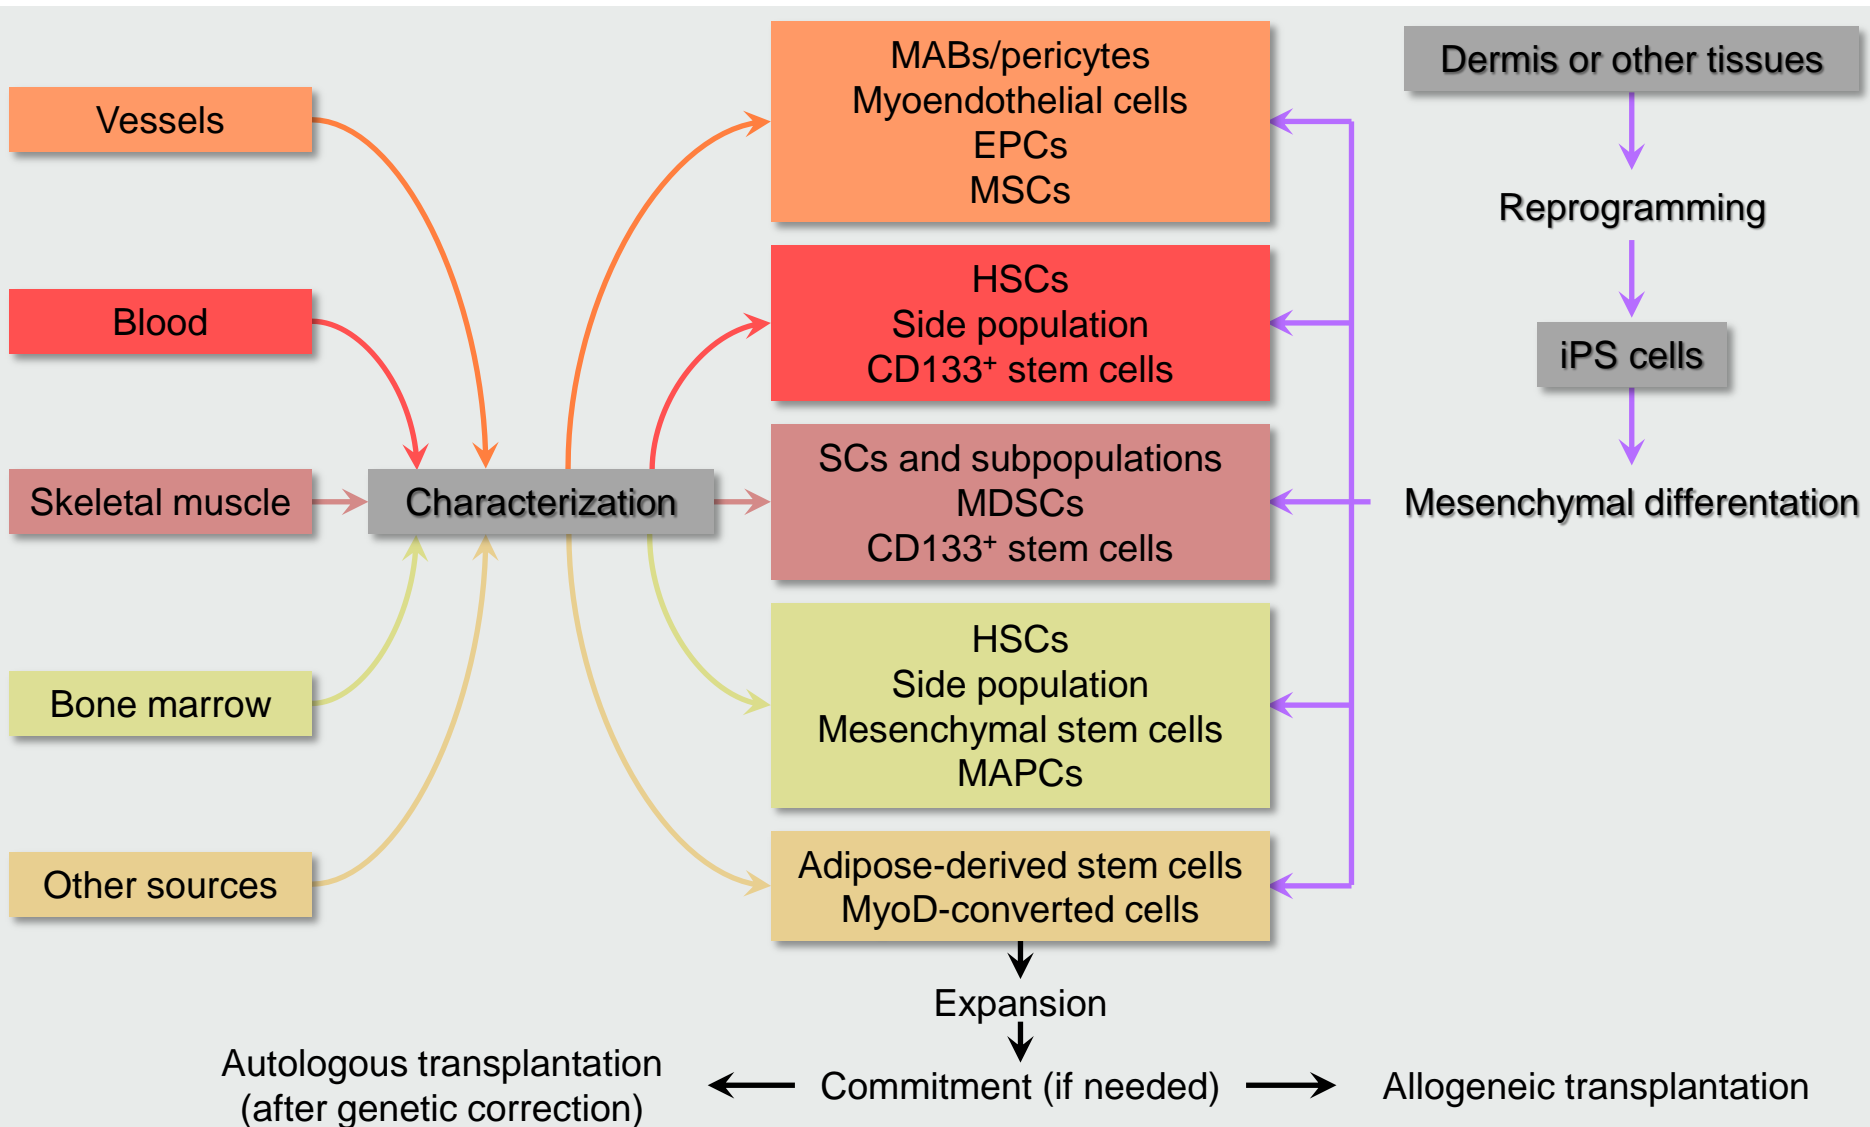 Vessels
Blood
Skeletal muscle
Bone marrow
Other sources
Characterization
MABs/pericytes
Myoendothelial cells
EPCs
MSCs
HSCs
Side population
CD133⁺ stem cells
SCs and subpopulations
MDSCs
CD133⁺ stem cells
HSCs
Side population
Mesenchymal stem cells
MAPCs
Adipose-derived stem cells
MyoD-converted cells
Dermis or other tissues
Reprogramming
iPS cells
Mesenchymal differentation
Expansion
Commitment (if needed)
Autologous transplantation
(after genetic correction)
Allogeneic transplantation